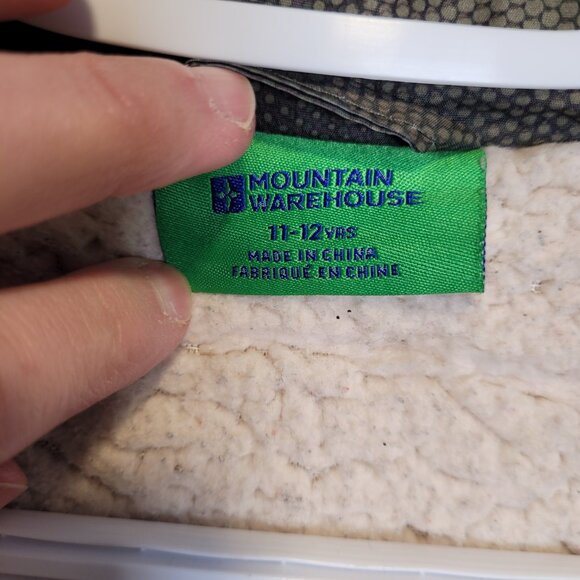 MOUNTAIN
WAREHOUSE
11-12YRS
MADE IN CHINA
FABRIQUÉ EN CHINE